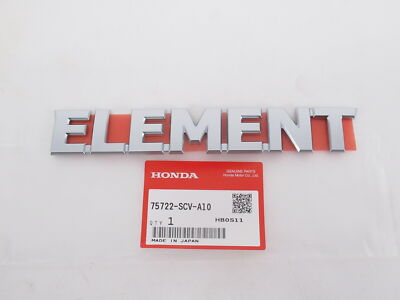 ELEMENT
HONDA
GENUINE PARTS
Honda Motor Co., Ltd.
75722-SCV-A10
QTY 1 HB0511
MADE IN JAPAN